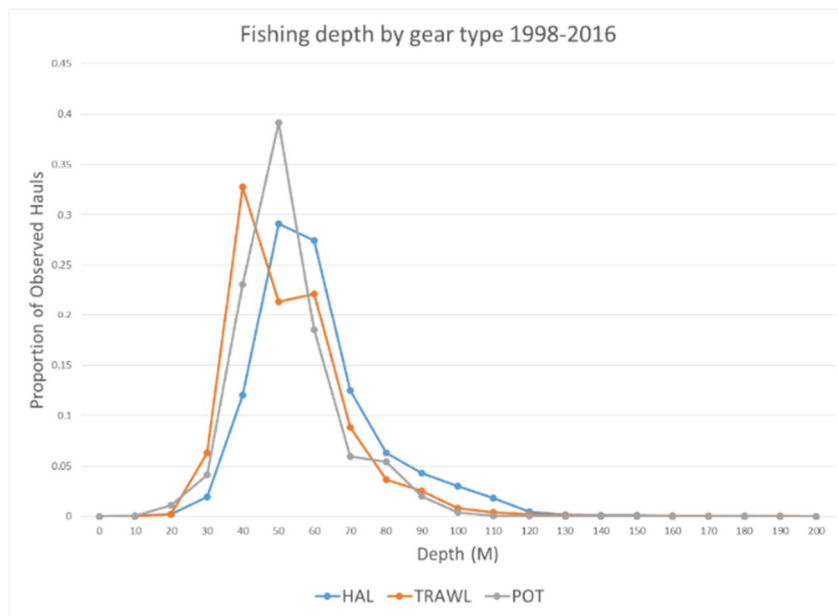 Fishing depth by gear type 1998-2016
0.45
0.4
0.35
0.3
0.25
0.2
0.15
0.1
0.05
0
Proportion of Observed Hauls
0 10 20 30 40 50 60 70 80 90 100 110 120 130 140 150 160 170 180 190 200
Depth (M)
HAL TRAWL POT